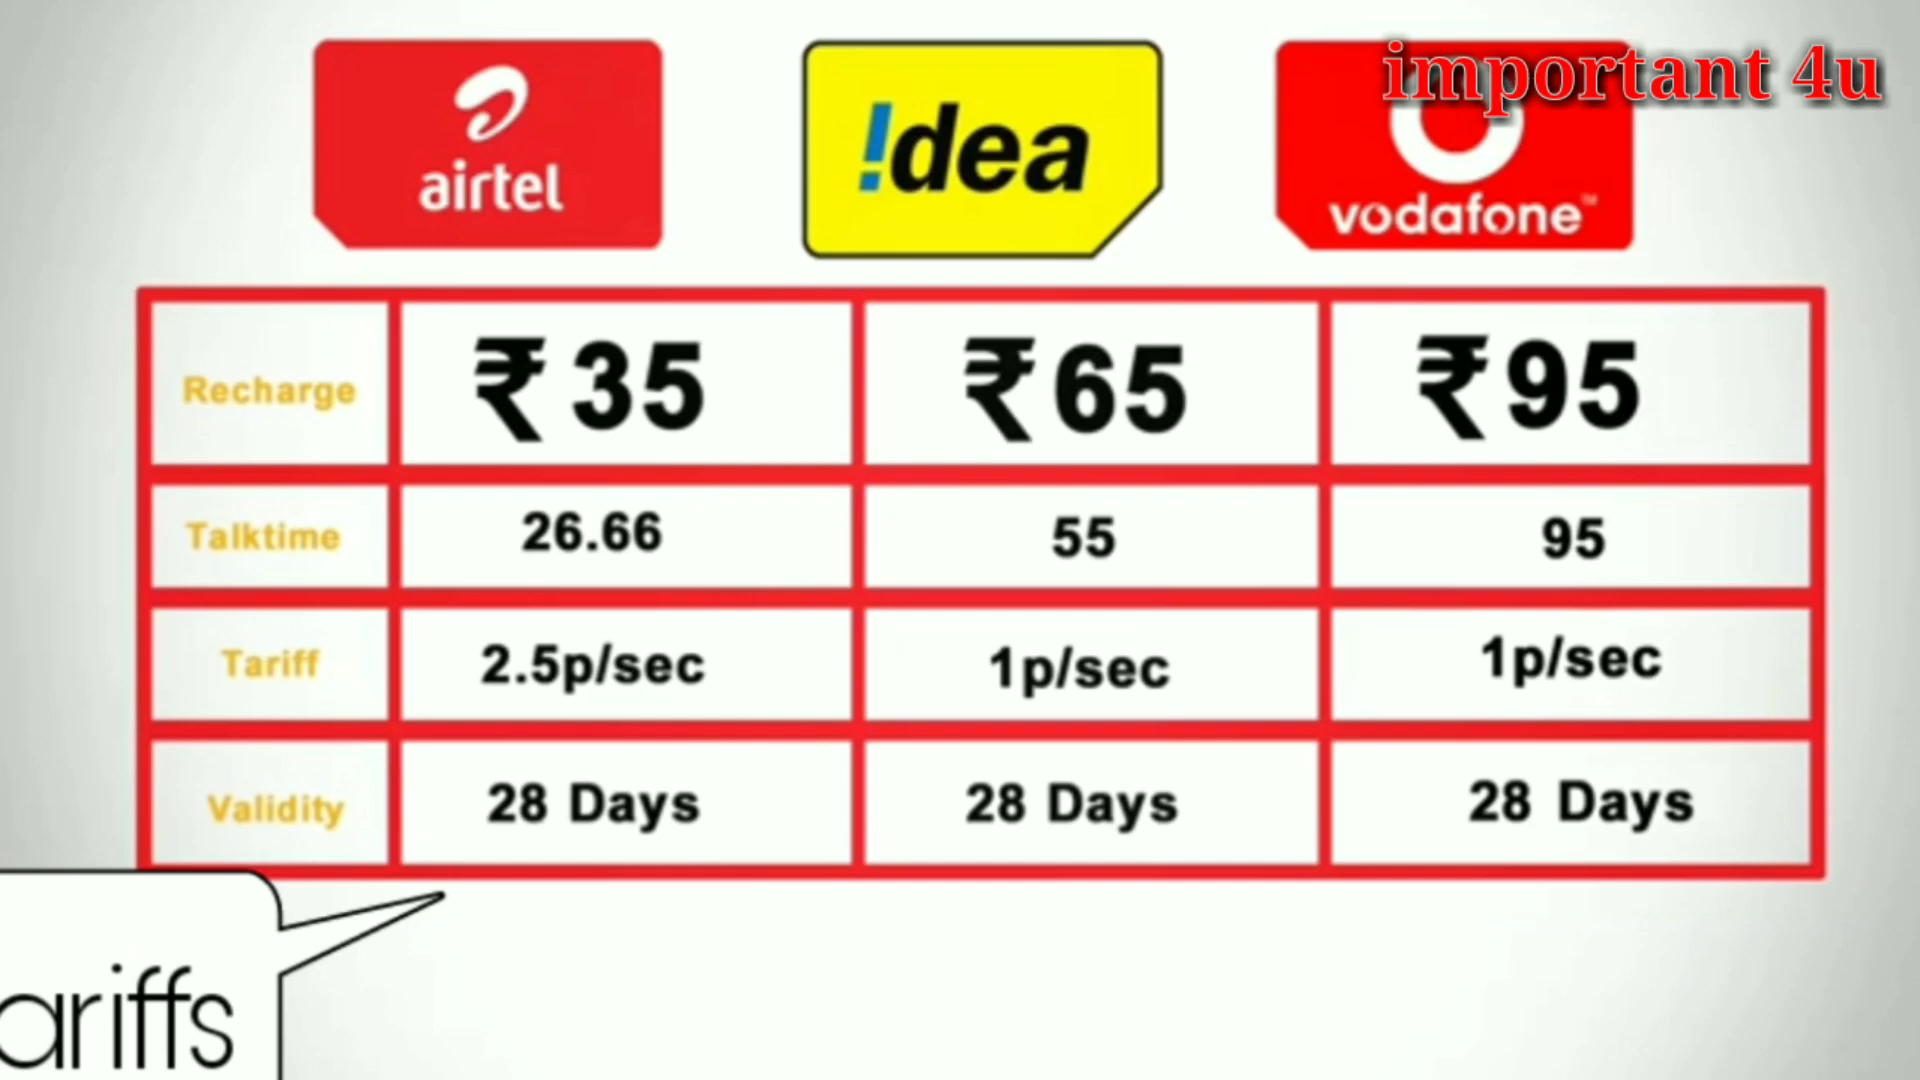 important 4u
airtel
!dea
vodafone™
Recharge ₹35 ₹65 ₹95
Talktime 26.66 55 95
Tariff 2.5p/sec 1p/sec 1p/sec
Validity 28 Days 28 Days 28 Days
ariffs